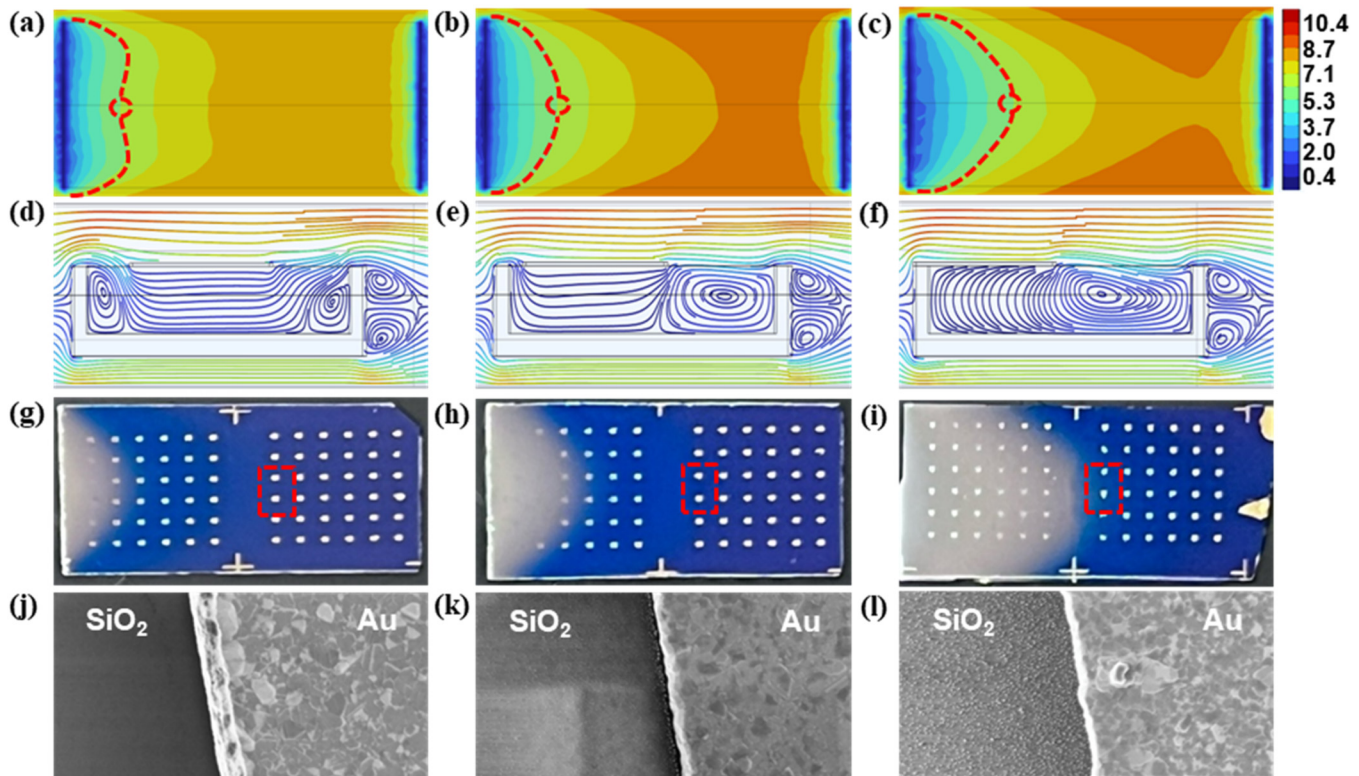 (a)
(b)
(c)
10.4
8.7
7.1
5.3
3.7
2.0
0.4
(d)
(e)
(f)
(g)
(h)
(i)
(j)
SiO₂
Au
(k)
SiO₂
Au
(l)
SiO₂
Au